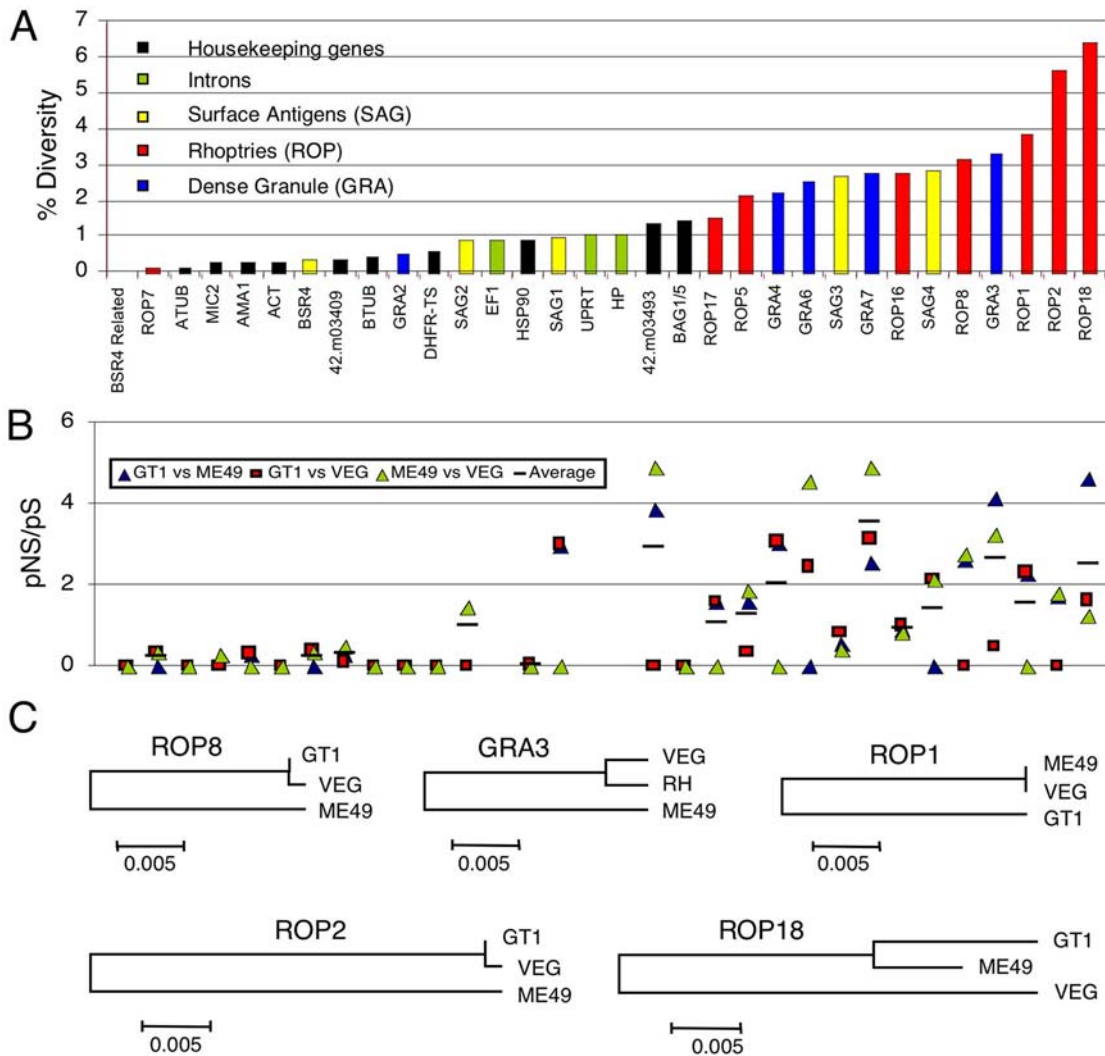 A
% Diversity
7
6
5
4
3
2
1
0
Housekeeping genes
Introns
Surface Antigens (SAG)
Rhoptries (ROP)
Dense Granule (GRA)
BSR4 Related
ROP7
ATUB
MIC2
AMA1
ACT
BSR4
42.m03409
BTUB
GRA2
DHFR-TS
SAG2
EF1
HSP90
SAG1
UPRT
HP
42.m03493
BAG1/5
ROP17
ROP5
GRA4
GRA6
SAG3
GRA7
ROP16
SAG4
ROP8
GRA3
ROP1
ROP2
ROP18
B
pNS/pS
6
4
2
0
GT1 vs ME49 GT1 vs VEG ME49 vs VEG Average
C
ROP8
GT1
VEG
ME49
0.005
GRA3
VEG
RH
ME49
0.005
ROP1
ME49
VEG
GT1
0.005
ROP2
GT1
VEG
ME49
0.005
ROP18
GT1
ME49
VEG
0.005